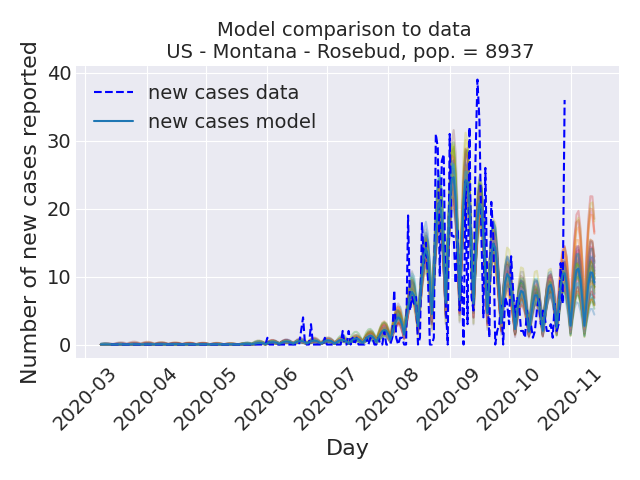 Model comparison to data
US - Montana - Rosebud, pop. = 8937
Number of new cases reported
40
30
20
10
0
new cases data
new cases model
2020-03
2020-04
2020-05
2020-06
2020-07
2020-08
2020-09
2020-10
2020-11
Day